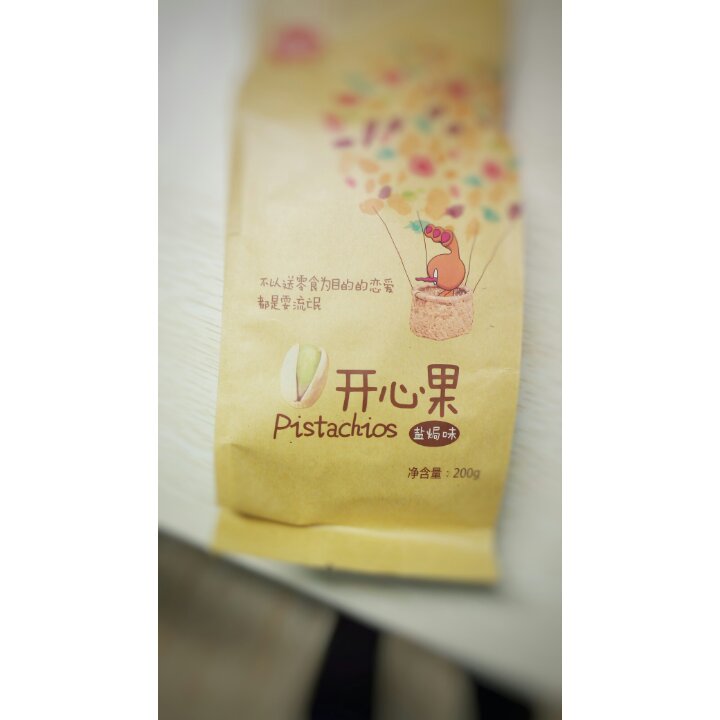 不以送零食为目的的恋爱
都是耍流氓
开心果
Pistachios
盐焗味
净含量：200g